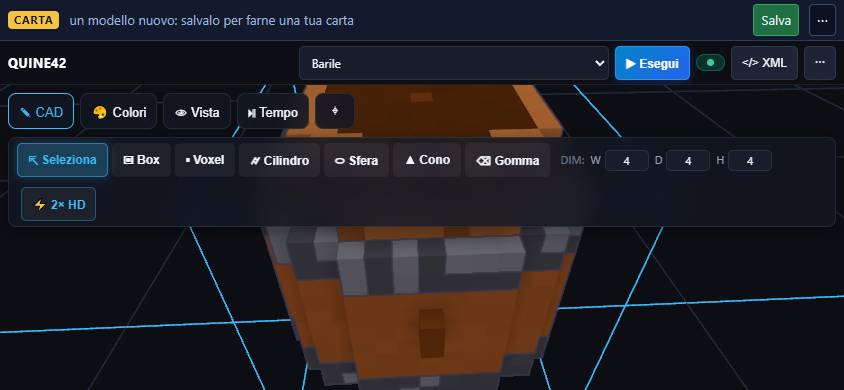 CARTA un modello nuovo: salvalo per farne una tua carta Salva ...
QUINE42 Barile Esegui </> XML ...
CAD Colori Vista Tempo
Seleziona Box Voxel Cilindro Sfera Cono Gomma DIM: W 4 D 4 H 4
2× HD